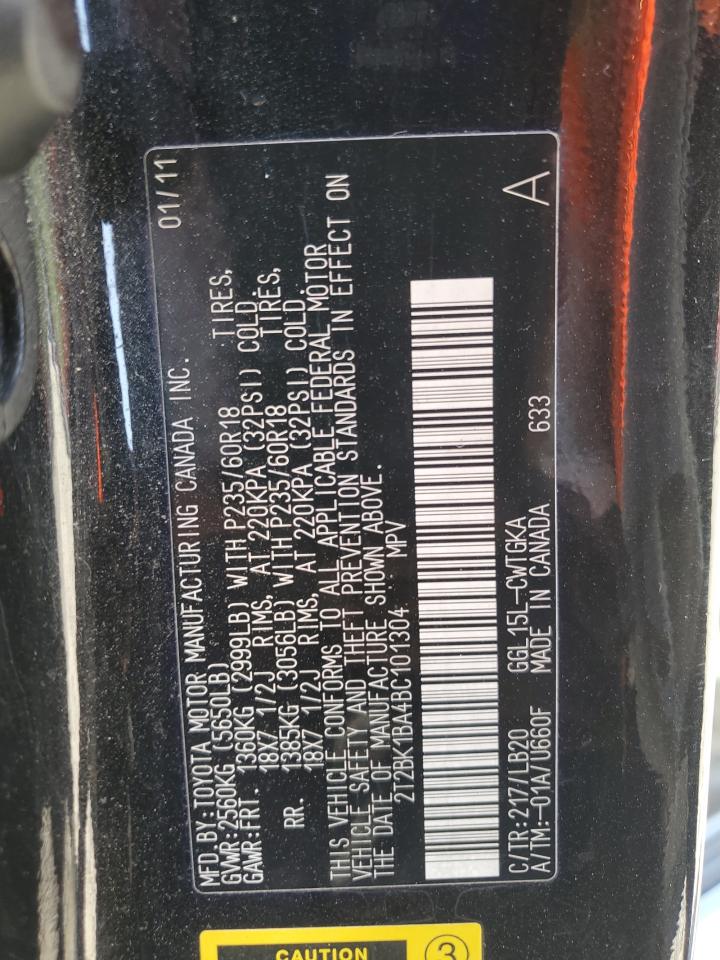 MFD.BY:TOYOTA MOTOR MANUFACTURING CANADA INC. 01/11
GVWR:2560KG (5650LB)
GAWR:FRT. 1360KG (2999LB) WITH P235/60R18 TIRES,
18X7 1/2J RIMS, AT 220KPA (32PSI) COLD.
RR. 1385KG (3056LB) WITH P235/60R18 TIRES,
18X7 1/2J RIMS, AT 220KPA (32PSI) COLD.
THIS VEHICLE CONFORMS TO ALL APPLICABLE FEDERAL MOTOR
VEHICLE SAFETY AND THEFT PREVENTION STANDARDS IN EFFECT ON
THE DATE OF MANUFACTURE SHOWN ABOVE.
2T2BK1BA4BC101304 MPV
C/TR:217/LB20 GGL15L-CWTGKA
A/TM:-01A/U660F MADE IN CANADA 633 A
CAUTION 3